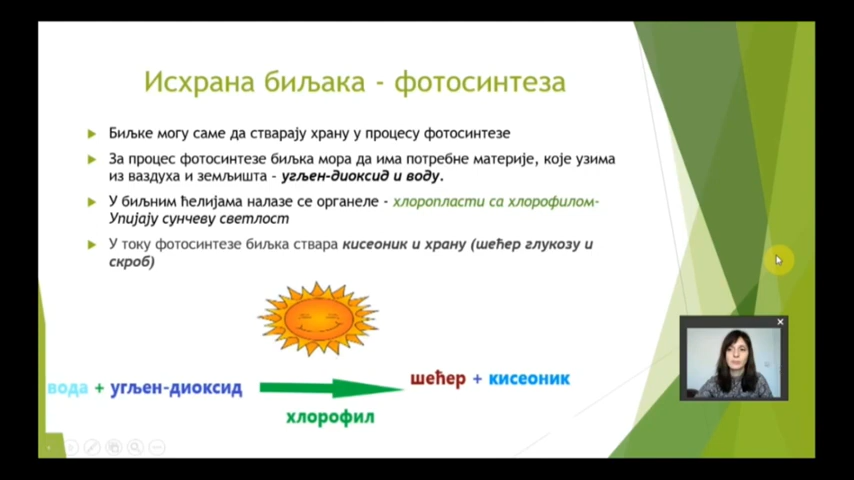 Исхрана биљака - фотосинтеза
Биљке могу саме да стварају храну у процесу фотосинтезе
За процес фотосинтезе биљка мора да има потребне материје, које узима
из ваздуха и земљишта - угљен-диоксид и воду.
У биљним ћелијама налазе се органеле - хлоропласти са хлорофилом-
Упијају сунчеву светлост
У току фотосинтезе биљка ствара кисеоник и храну (шећер глукозу и
скроб)
вода + угљен-диоксид
шећер + кисеоник
хлорофил